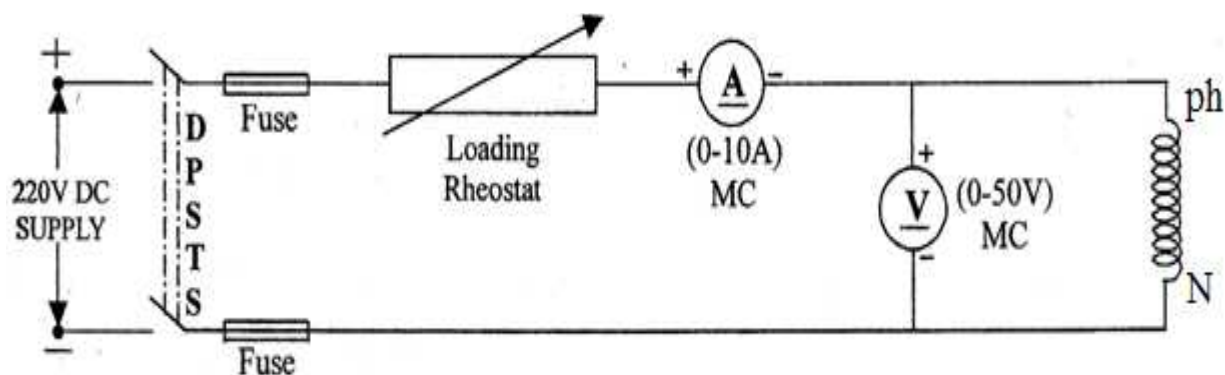 +
220V DC
SUPPLY
−
D
P
S
T
S
Fuse
Fuse
Loading
Rheostat
+ A −
(0-10A)
MC
+
V
−
(0-50V)
MC
ph
N